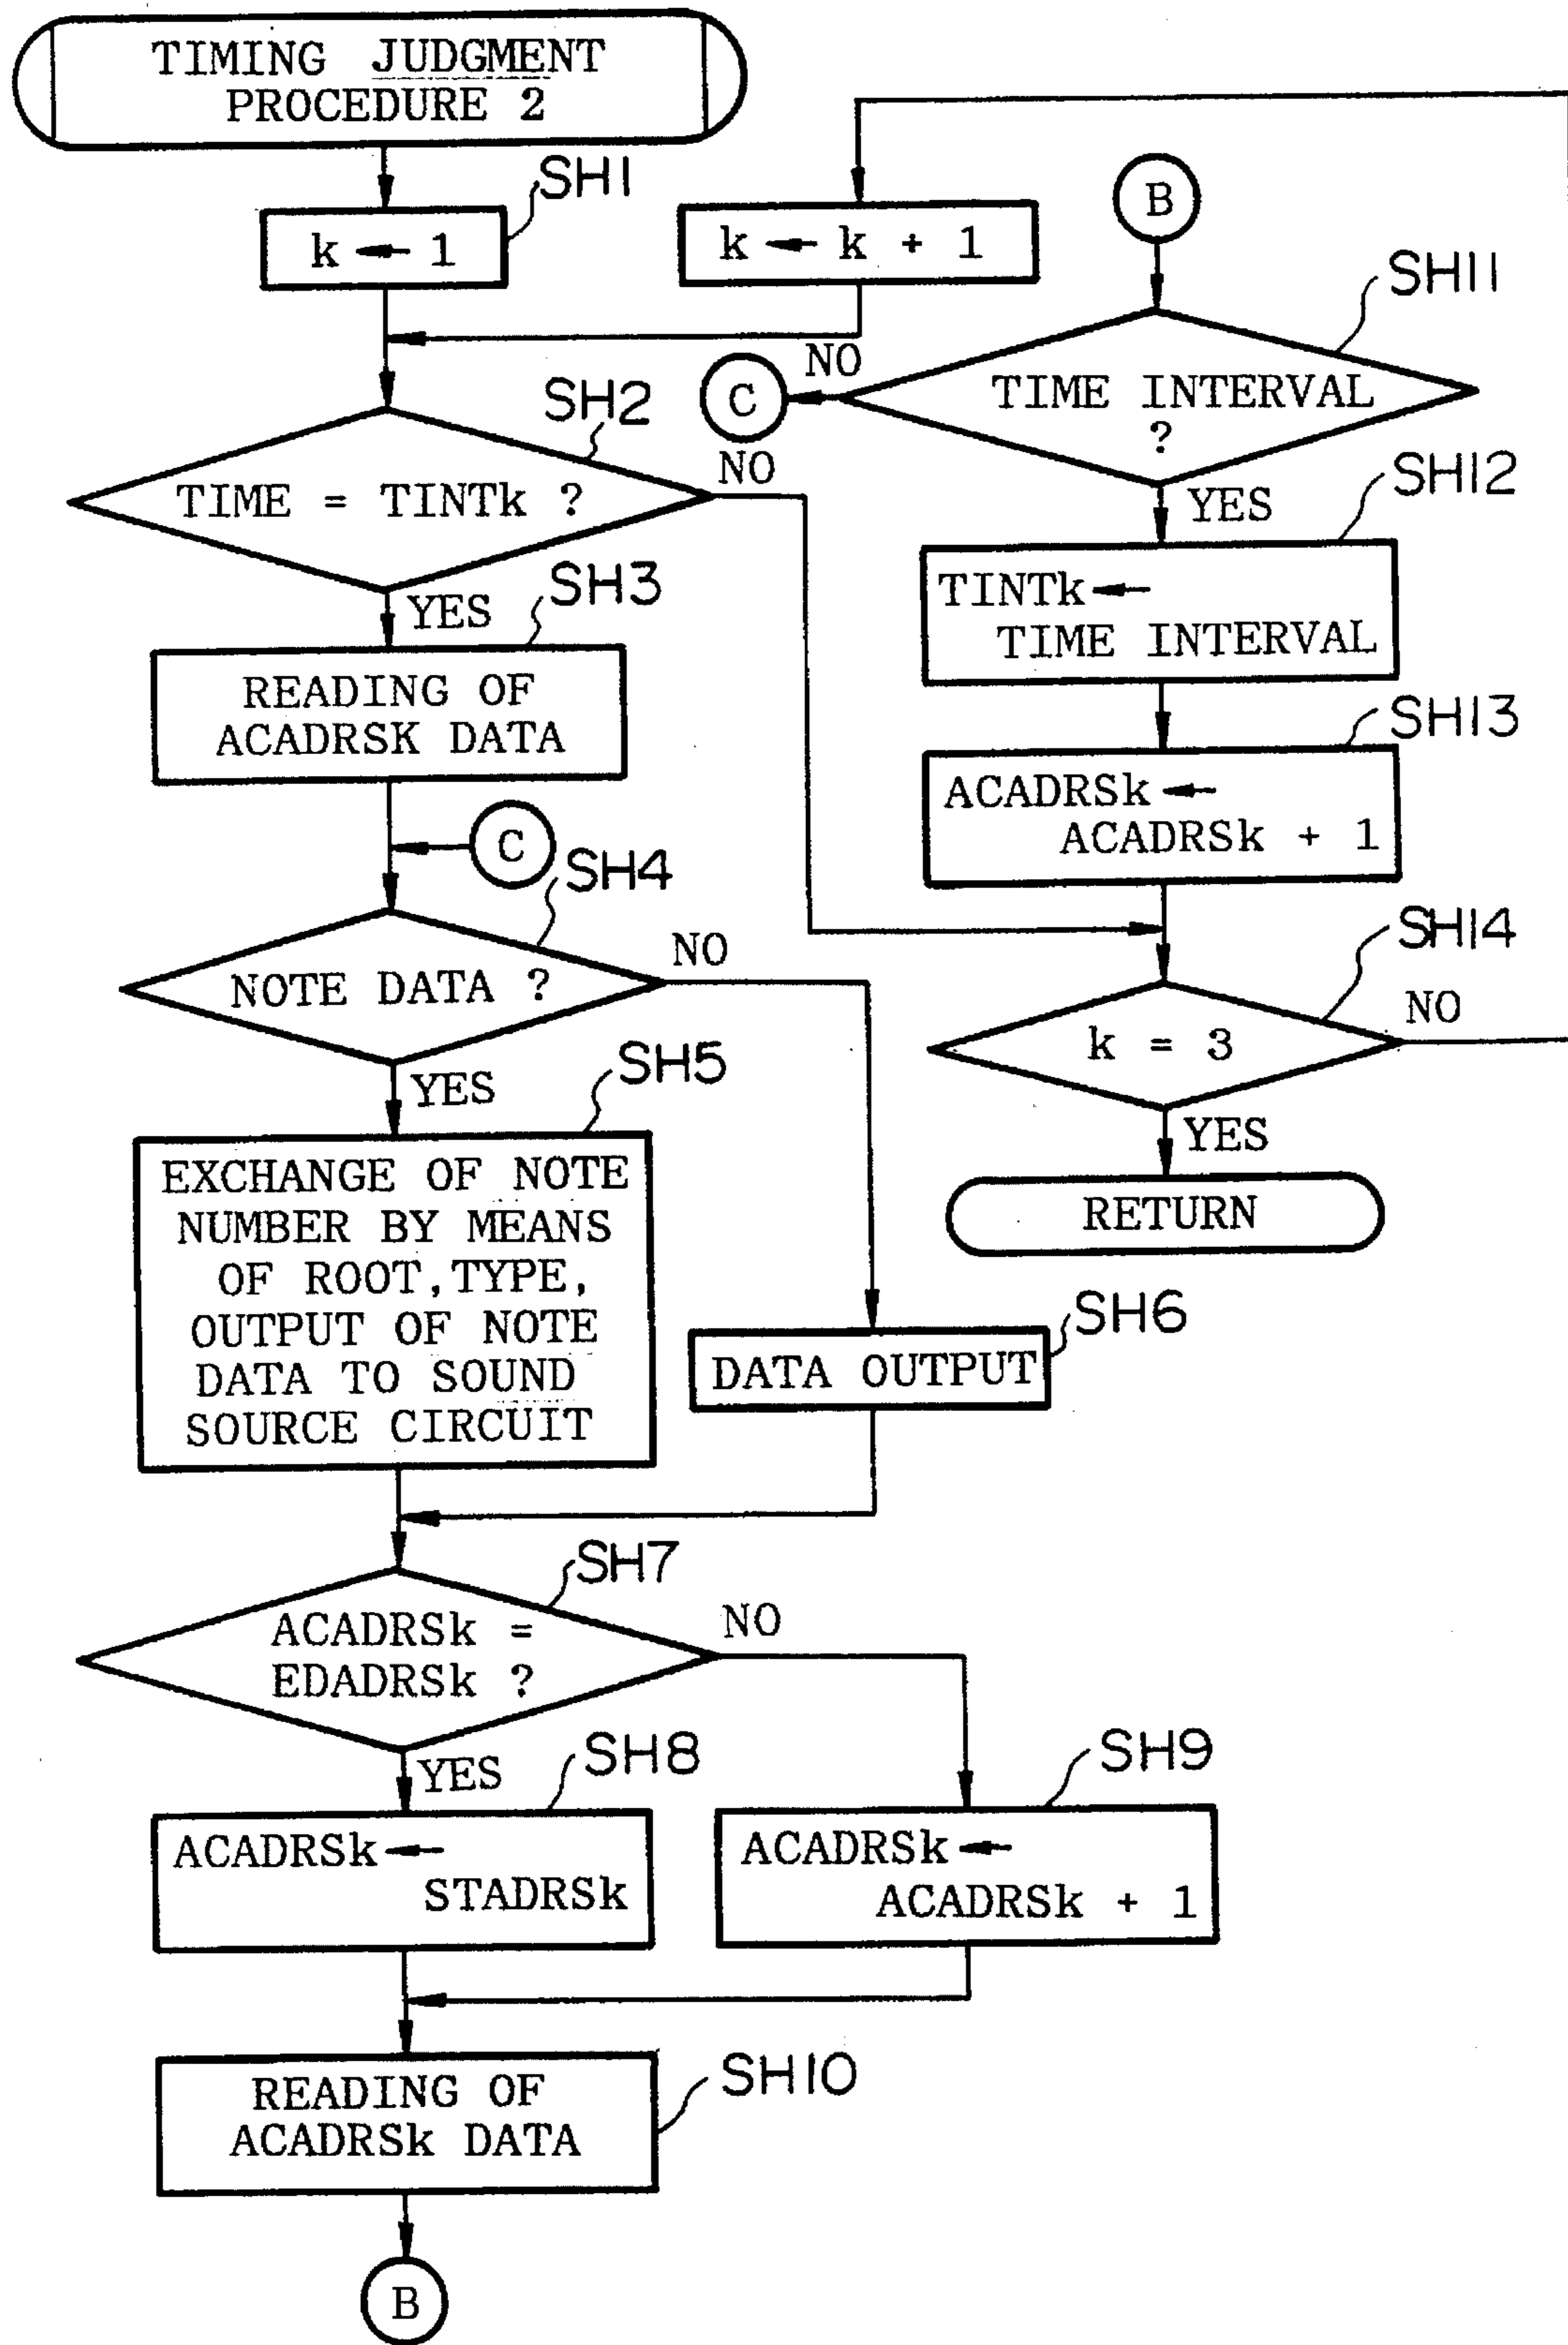 TIMING JUDGMENT
PROCEDURE 2
SH1
k ← 1
k ← k + 1
B
SH11
NO
C
TIME INTERVAL
?
SH2
NO
TIME = TINTk ?
YES
SH12
TINTk ←
TIME INTERVAL
YES
SH3
READING OF
ACADRSK DATA
SH13
ACADRSk ←
ACADRSk + 1
C
SH4
NO
NOTE DATA ?
SH14
NO
k = 3
YES
RETURN
YES
SH5
EXCHANGE OF NOTE
NUMBER BY MEANS
OF ROOT, TYPE,
OUTPUT OF NOTE
DATA TO SOUND
SOURCE CIRCUIT
SH6
DATA OUTPUT
SH7
NO
ACADRSk =
EDADRSk ?
YES
SH8
ACADRSk ←
STADRSk
SH9
ACADRSk ←
ACADRSk + 1
SH10
READING OF
ACADRSk DATA
B